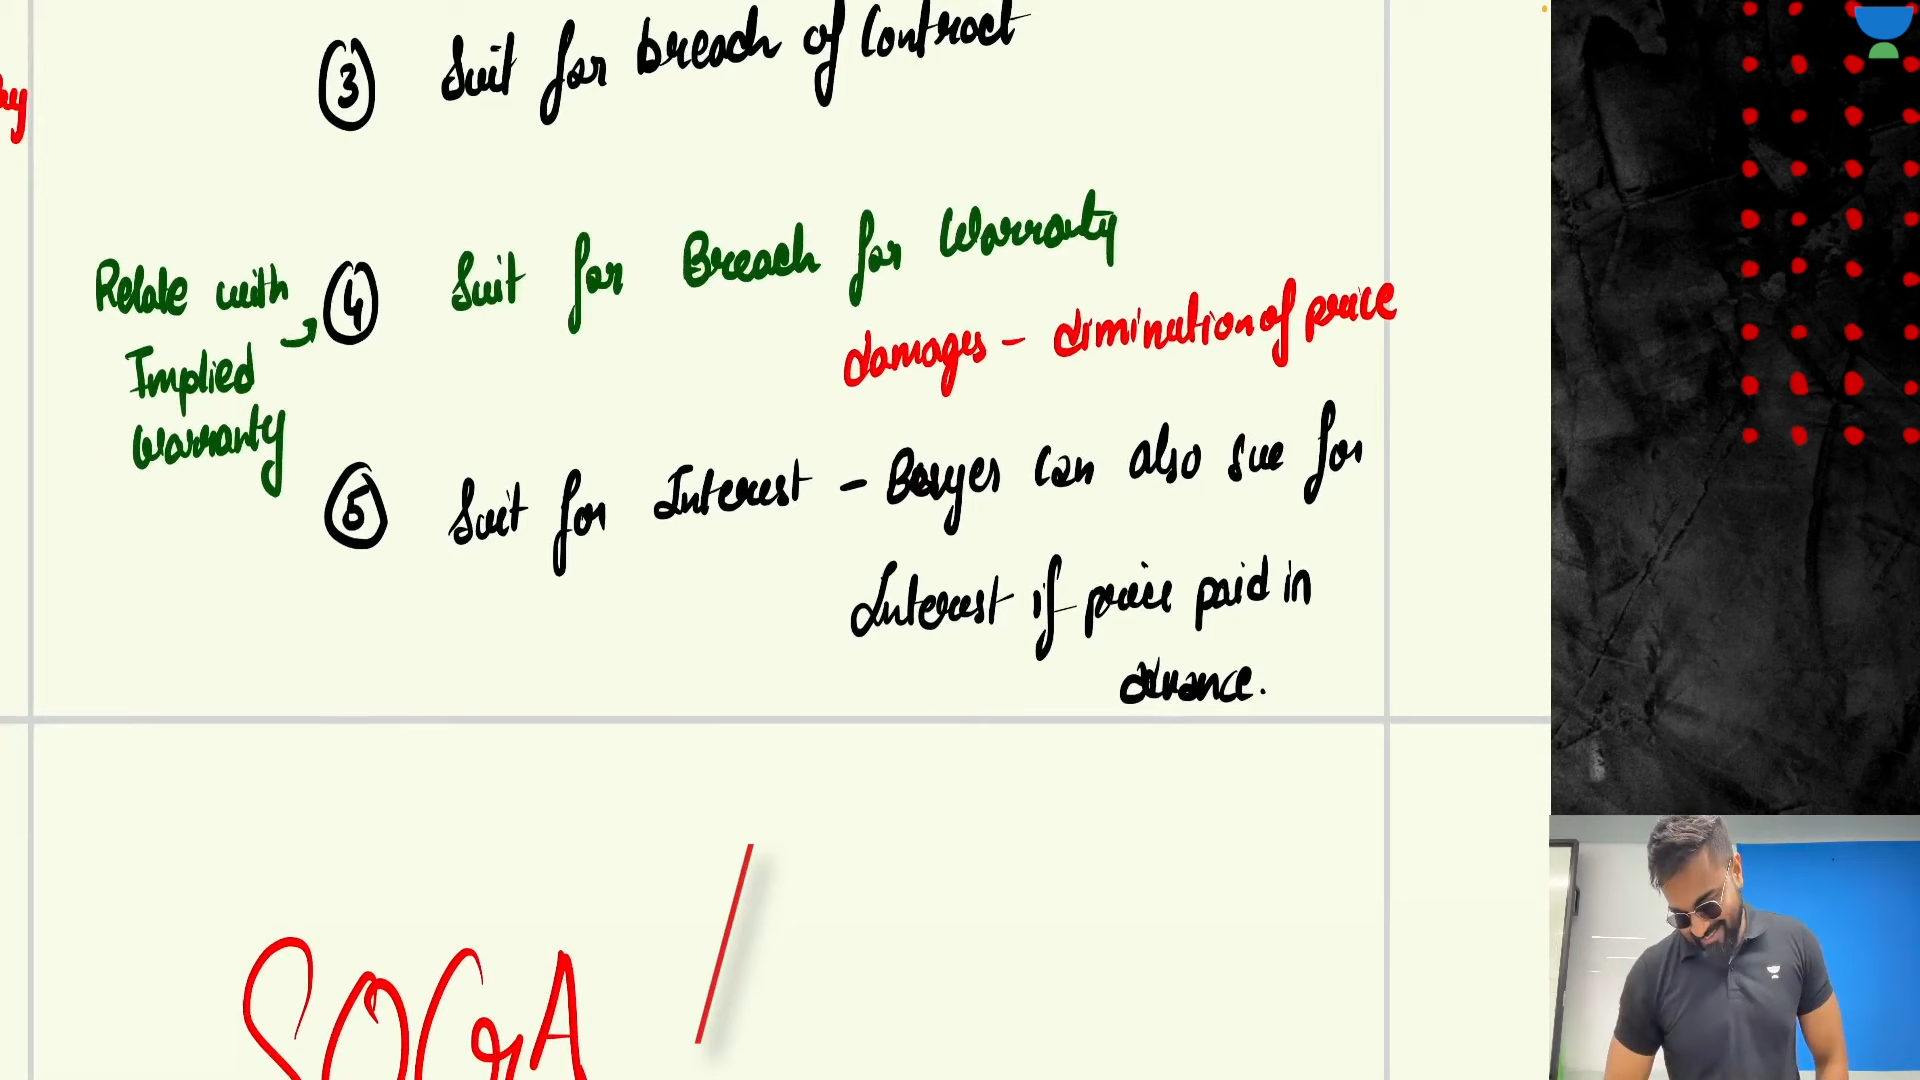 ③ Suit for breach of Contract
④ Suit for Breach for Warranty
Relate with
Implied
Warranty
damages - diminution of price
⑤ Suit for Interest - Buyer can also sue for
Interest if price paid in
advance.
SOGA